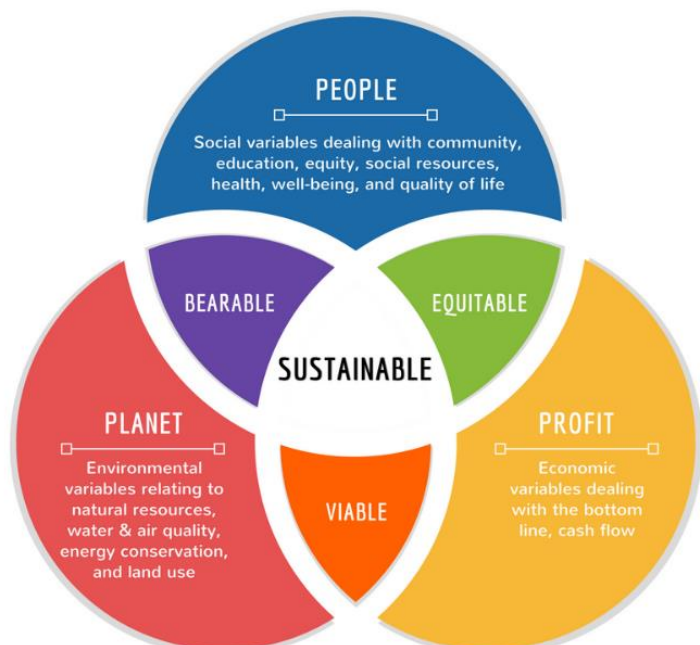 PEOPLE
Social variables dealing with community,
education, equity, social resources,
health, well-being, and quality of life
BEARABLE
EQUITABLE
SUSTAINABLE
PLANET
Environmental
variables relating to
natural resources,
water & air quality,
energy conservation,
and land use
PROFIT
Economic
variables dealing
with the bottom
line, cash flow
VIABLE